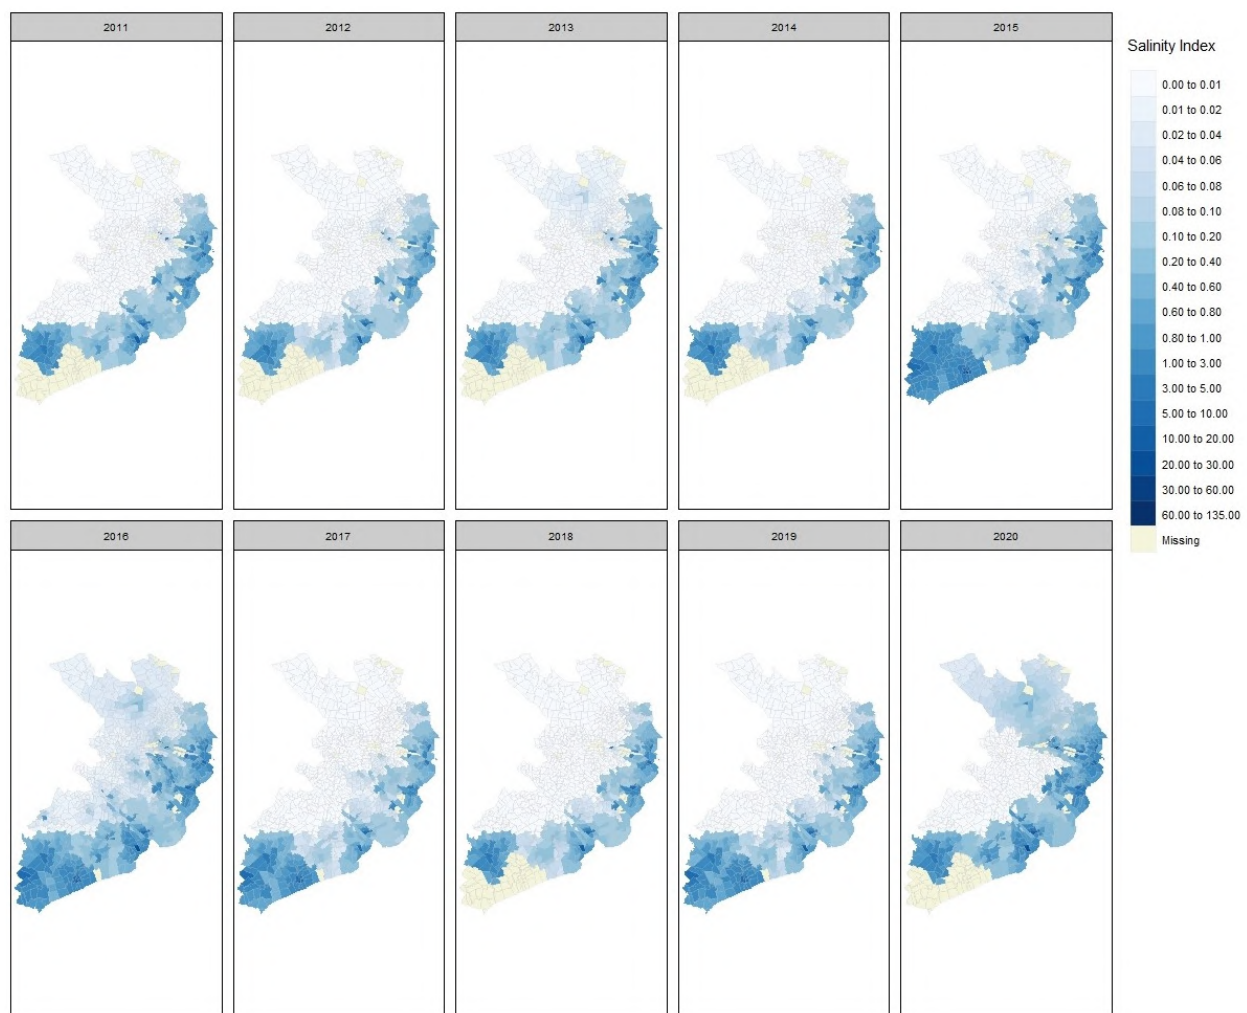 2011
2012
2013
2014
2015
Salinity Index
0.00 to 0.01
0.01 to 0.02
0.02 to 0.04
0.04 to 0.06
0.06 to 0.08
0.08 to 0.10
0.10 to 0.20
0.20 to 0.40
0.40 to 0.60
0.60 to 0.80
0.80 to 1.00
1.00 to 3.00
3.00 to 5.00
5.00 to 10.00
10.00 to 20.00
20.00 to 30.00
30.00 to 60.00
60.00 to 135.00
Missing
2016
2017
2018
2019
2020